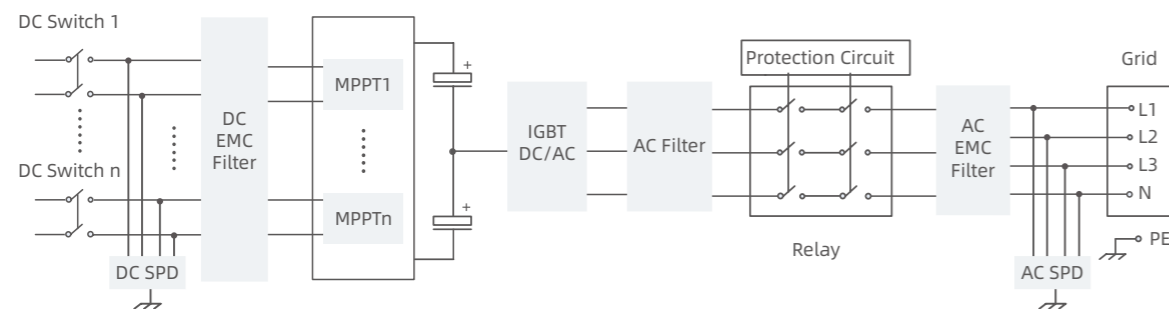 DC Switch 1
DC Switch n
DC SPD
DC
EMC
Filter
MPPT1
MPPTn
+
+
IGBT
DC/AC
AC Filter
Protection Circuit
Relay
AC
EMC
Filter
Grid
L1
L2
L3
N
PE
AC SPD